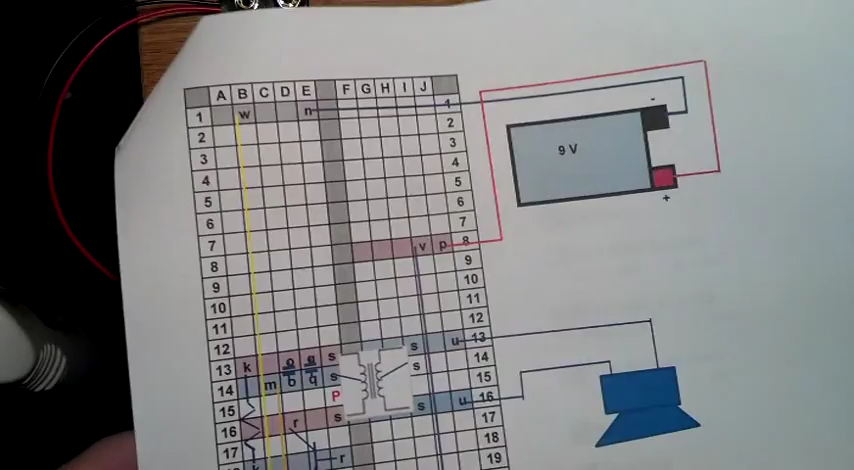 A B C D E F G H I J
1 w n 1
2 2
3 3
4 4
5 5
6 6
7 7
8 v p 8
9 9
10 10
11 11
12 12
13 k o g s s u 13
14 m b q s s 14
15 P 15
16 r s s u 16
17 r 17
k 18
19
-
9 V
+